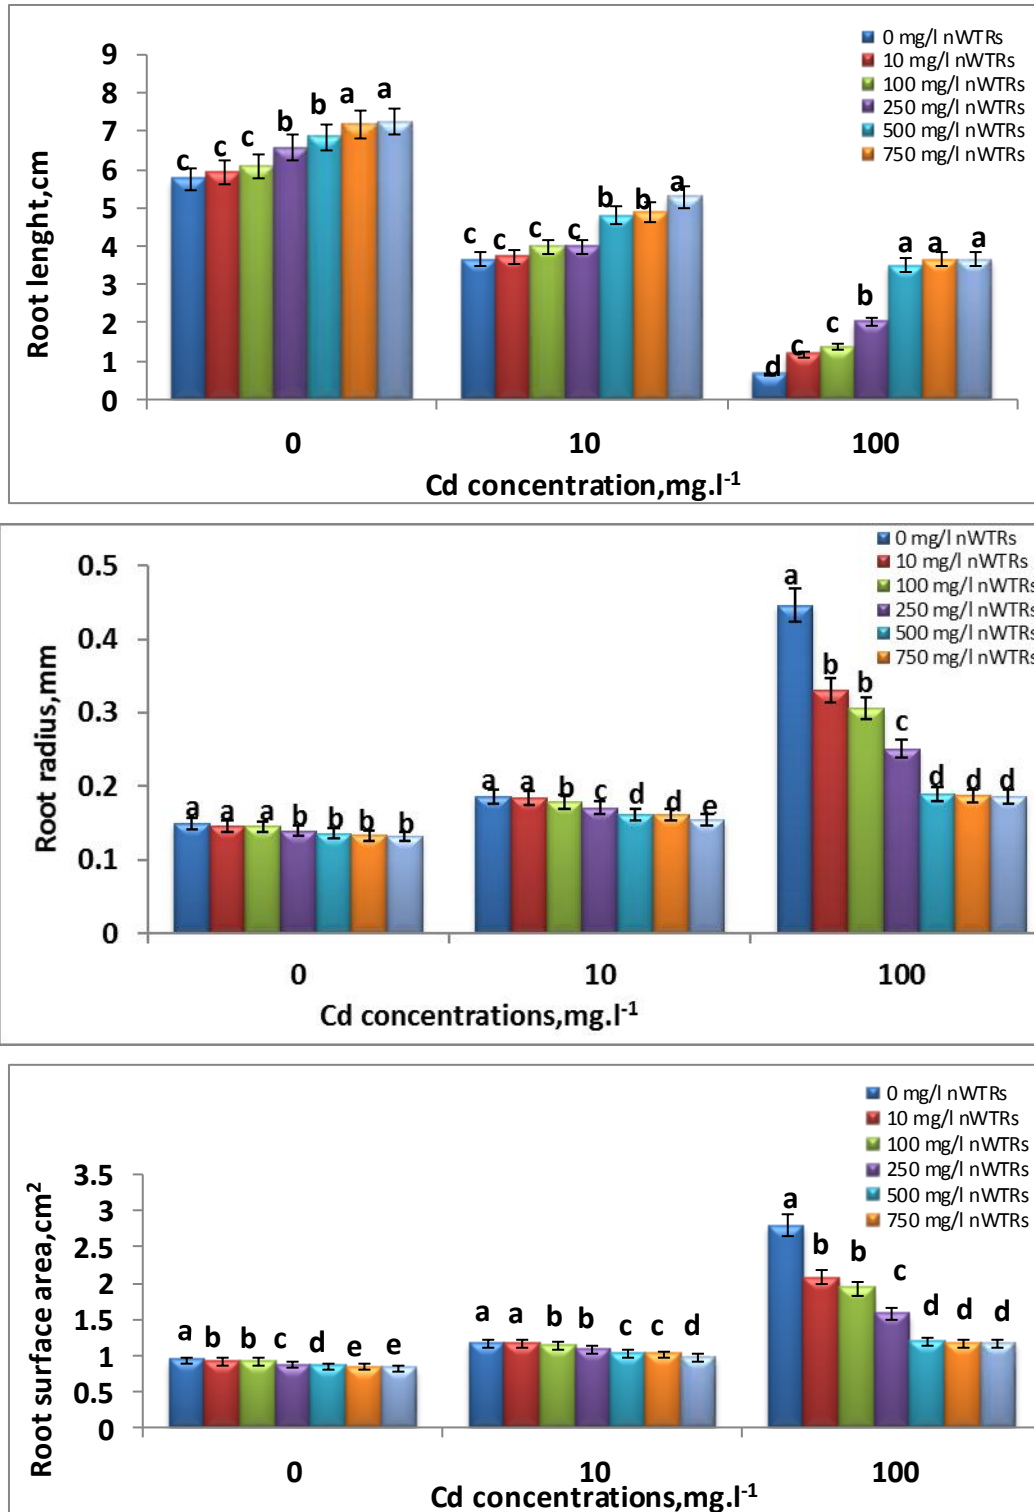 0 mg/l nWTRs
10 mg/l nWTRs
100 mg/l nWTRs
250 mg/l nWTRs
500 mg/l nWTRs
750 mg/l nWTRs
Root lenght,cm
9
8
7
6
5
4
3
2
1
0
c c c b b a a
c c c c b b a
d c c b a a a
0 10 100
Cd concentration,mg.l-1
0 mg/l nWTRs
10 mg/l nWTRs
100 mg/l nWTRs
250 mg/l nWTRs
500 mg/l nWTRs
750 mg/l nWTRs
Root radius,mm
0.5
0.4
0.3
0.2
0.1
0
a a a b b b b
a a b c d d e
a b b c d d d
0 10 100
Cd concentrations,mg.l-1
0 mg/l nWTRs
10 mg/l nWTRs
100 mg/l nWTRs
250 mg/l nWTRs
500 mg/l nWTRs
750 mg/l nWTRs
Root surface area,cm2
3.5
3
2.5
2
1.5
1
0.5
0
a b b c d e e
a a b b c c d
a b b c d d d
0 10 100
Cd concentrations,mg.l-1